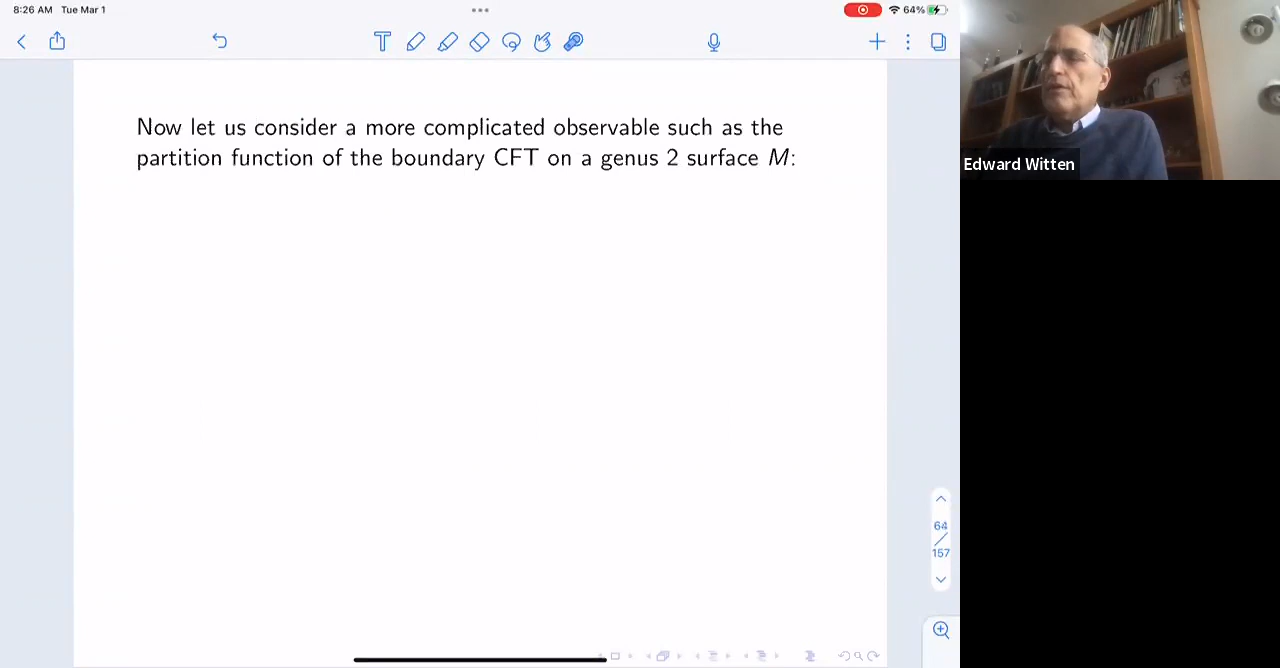 8:26 AM Tue Mar 1
64%
Now let us consider a more complicated observable such as the
partition function of the boundary CFT on a genus 2 surface M:
Edward Witten
64
157